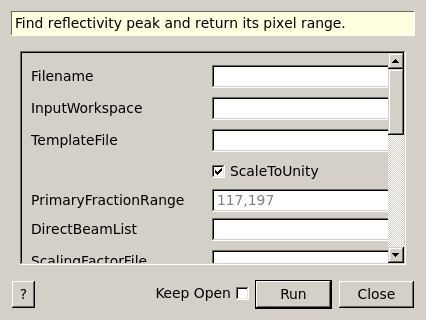 Find reflectivity peak and return its pixel range.
Filename
InputWorkspace
TemplateFile
ScaleToUnity
PrimaryFractionRange 117,197
DirectBeamList
ScalingFactorFile
? Keep Open Run Close